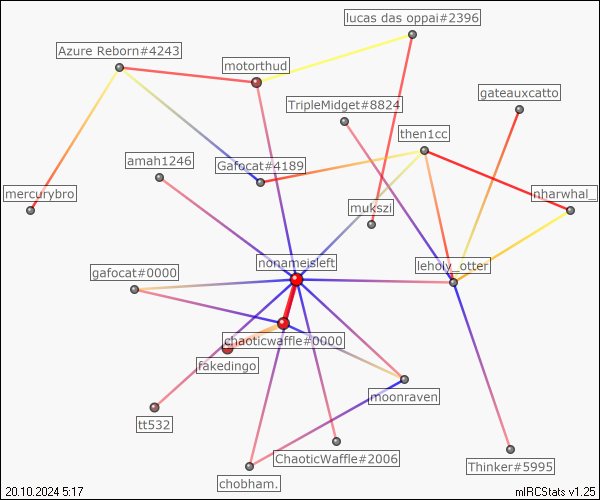 lucas das oppai#2396
Azure Reborn#4243
motorthud
TripleMidget#8824
gateauxcatto
then1cc
amah1246
Gafocat#4189
mercurybro
mukszi
nharwhal_
nonameisleft
leholy_otter
gafocat#0000
chaoticwaffle#0000
fakedingo
moonraven
tt532
ChaoticWaffle#2006
Thinker#5995
chobham.
20.10.2024 5:17
mIRCStats v1.25